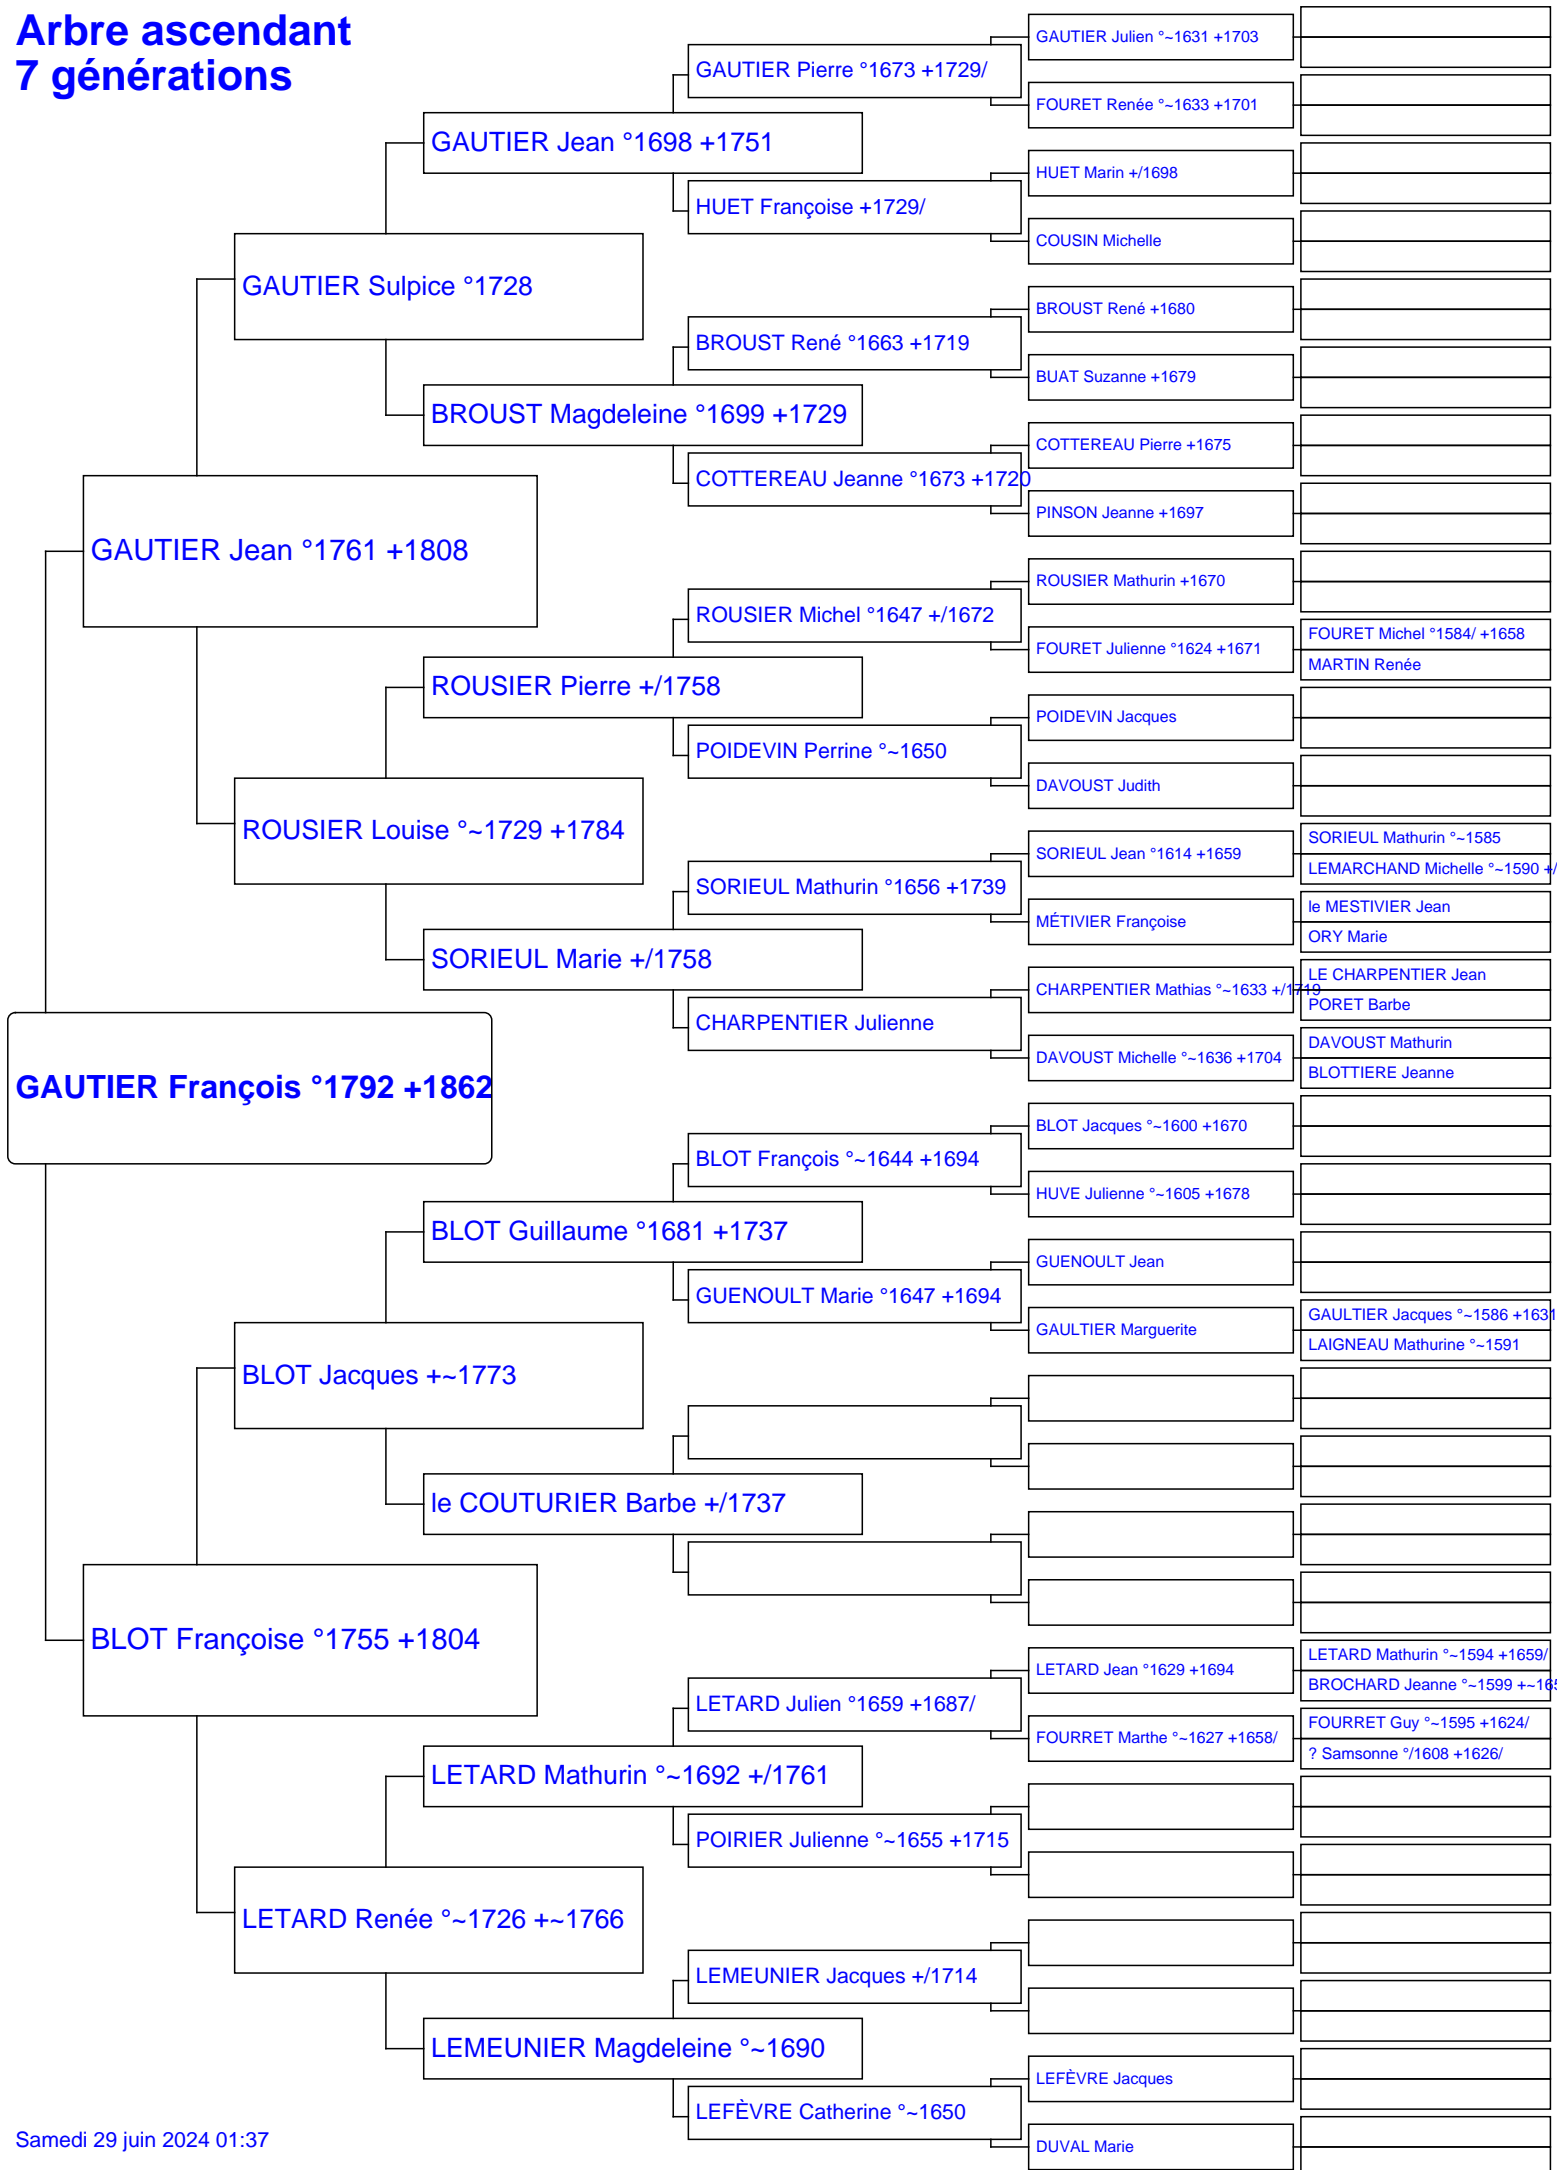 Arbre ascendant
7 générations
GAUTIER François °1792 +1862
GAUTIER Jean °1761 +1808
BLOT Françoise °1755 +1804
GAUTIER Sulpice °1728
ROUSIER Louise °~1729 +1784
BLOT Jacques +~1773
LETARD Renée °~1726 +~1766
GAUTIER Jean °1698 +1751
BROUST Magdeleine °1699 +1729
ROUSIER Pierre +/1758
SORIEUL Marie +/1758
BLOT Guillaume °1681 +1737
le COUTURIER Barbe +/1737
LETARD Mathurin °~1692 +/1761
LEMEUNIER Magdeleine °~1690
GAUTIER Pierre °1673 +1729/
HUET Françoise +1729/
BROUST René °1663 +1719
COTTEREAU Jeanne °1673 +1720
ROUSIER Michel °1647 +/1672
POIDEVIN Perrine °~1650
SORIEUL Mathurin °1656 +1739
CHARPENTIER Julienne
BLOT François °~1644 +1694
GUENOULT Marie °1647 +1694
LETARD Julien °1659 +1687/
POIRIER Julienne °~1655 +1715
LEMEUNIER Jacques +/1714
LEFÈVRE Catherine °~1650
GAUTIER Julien °~1631 +1703
FOURET Renée °~1633 +1701
HUET Marin +/1698
COUSIN Michelle
BROUST René +1680
BUAT Suzanne +1679
COTTEREAU Pierre +1675
PINSON Jeanne +1697
ROUSIER Mathurin +1670
FOURET Julienne °1624 +1671
POIDEVIN Jacques
DAVOUST Judith
SORIEUL Jean °1614 +1659
MÉTIVIER Françoise
CHARPENTIER Mathias °~1633 +/1719
DAVOUST Michelle °~1636 +1704
BLOT Jacques °~1600 +1670
HUVE Julienne °~1605 +1678
GUENOULT Jean
GAULTIER Marguerite
LETARD Jean °1629 +1694
FOURRET Marthe °~1627 +1658/
LEFÈVRE Jacques
DUVAL Marie
FOURET Michel °1584/ +1658
MARTIN Renée
SORIEUL Mathurin °~1585
LEMARCHAND Michelle °~1590 +/
le MESTIVIER Jean
ORY Marie
LE CHARPENTIER Jean
PORET Barbe
DAVOUST Mathurin
BLOTTIERE Jeanne
GAULTIER Jacques °~1586 +1631
LAIGNEAU Mathurine °~1591
LETARD Mathurin °~1594 +1659/
BROCHARD Jeanne °~1599
FOURRET Guy °~1595 +1624/
? Samsonne °/1608 +1626/
Samedi 29 juin 2024 01:37